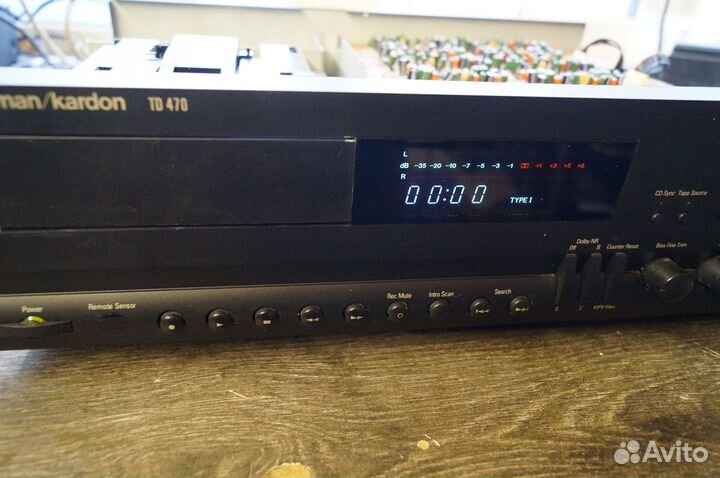 man/kardon TD 470
L
dB -35 -20 -10 -7 -5 -3 -1 +1 +3 +5 +8
R
00:00 TYPE I
CD Sync Tape Source
Dolby NR
Off B Counter Reset Bias Fine Trim
Power Remote Sensor Rec Mute Intro Scan Search
S C MPX Filter
Avito